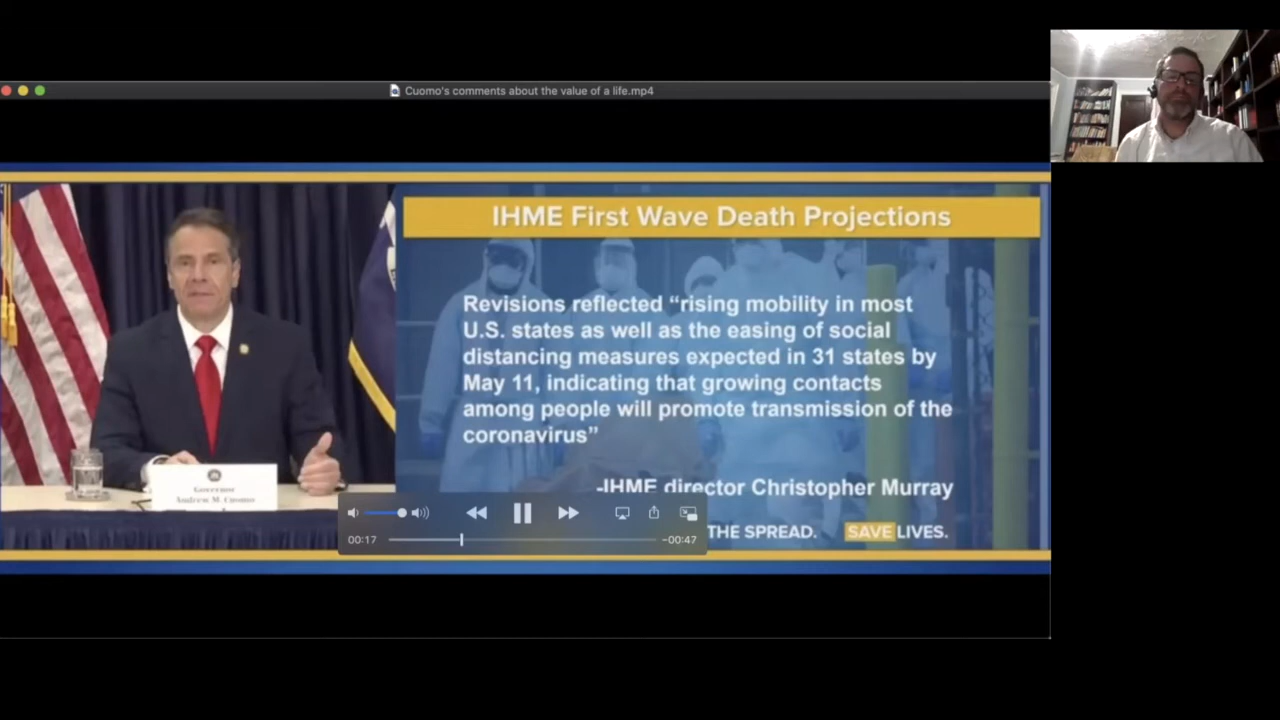 Cuomo's comments about the value of a life.mp4
IHME First Wave Death Projections
Revisions reflected “rising mobility in most
U.S. states as well as the easing of social
distancing measures expected in 31 states by
May 11, indicating that growing contacts
among people will promote transmission of the
coronavirus”
-IHME director Christopher Murray
Governor
Andrew M. Cuomo
THE SPREAD. SAVE LIVES.
00:17
-00:47